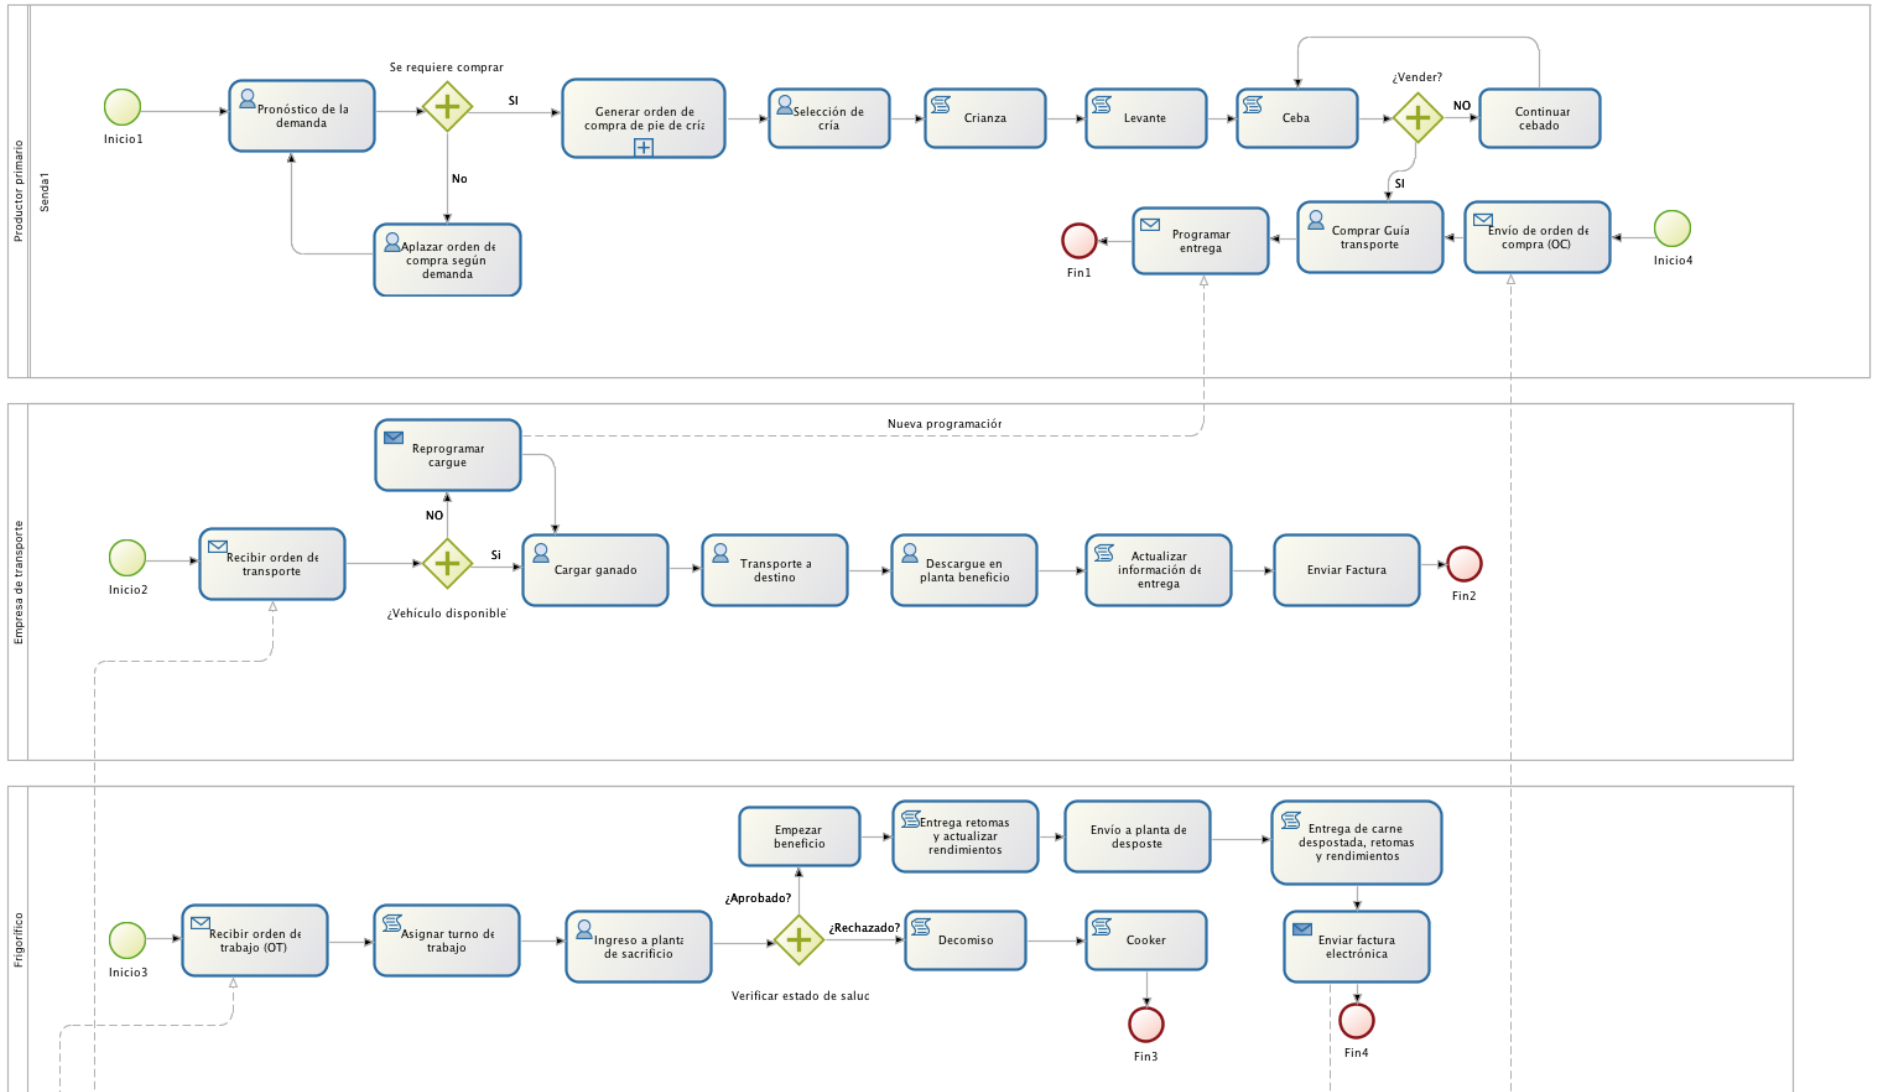 Productor primario
Senda1
Inicio1
Pronóstico de la
demanda
Se requiere comprar
SI
No
Aplazar orden de
compra según
demanda
Generar orden de
compra de pie de cría
Selección de
cría
Crianza
Levante
Ceba
¿Vender?
NO
Continuar
cebado
SI
Fin1
Programar
entrega
Comprar Guía
transporte
Envío de orden de
compra (OC)
Inicio4
Empresa de transporte
Reprogramar
cargue
Nueva programación
NO
Inicio2
Recibir orden de
transporte
Si
¿Vehículo disponible
Cargar ganado
Transporte a
destino
Descargue en
planta beneficio
Actualizar
información de
entrega
Enviar Factura
Fin2
Frigorífico
Empezar
beneficio
Entrega retomas
y actualizar
rendimientos
Envío a planta de
desposte
Entrega de carne
despostada, retomas
y rendimientos
¿Aprobado?
¿Rechazado?
Inicio3
Recibir orden de
trabajo (OT)
Asignar turno de
trabajo
Ingreso a planta
de sacrificio
Verificar estado de saluc
Decomiso
Cooker
Enviar factura
electrónica
Fin3
Fin4